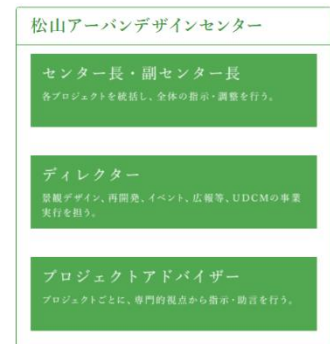 松山アーバンデザインセンター
センター長・副センター長
各プロジェクトを統括し、全体の指示・調整を行う。
ディレクター
景観デザイン、再開発、イベント、広報等、UDCMの事業
実行を担う。
プロジェクトアドバイザー
プロジェクトごとに、専門的視点から指示・助言を行う。